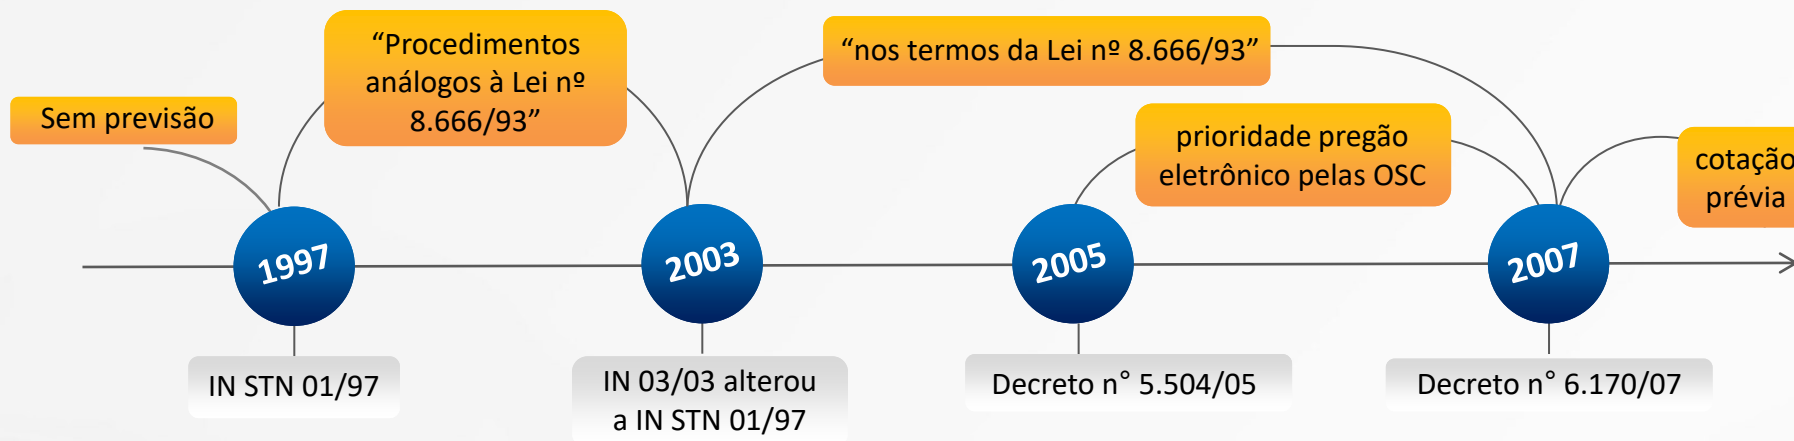 Sem previsão
“Procedimentos
análogos à Lei nº
8.666/93”
“nos termos da Lei nº 8.666/93”
prioridade pregão
eletrônico pelas OSC
cotação
prévia
1997
2003
2005
2007
IN STN 01/97
IN 03/03 alterou
a IN STN 01/97
Decreto n° 5.504/05
Decreto n° 6.170/07